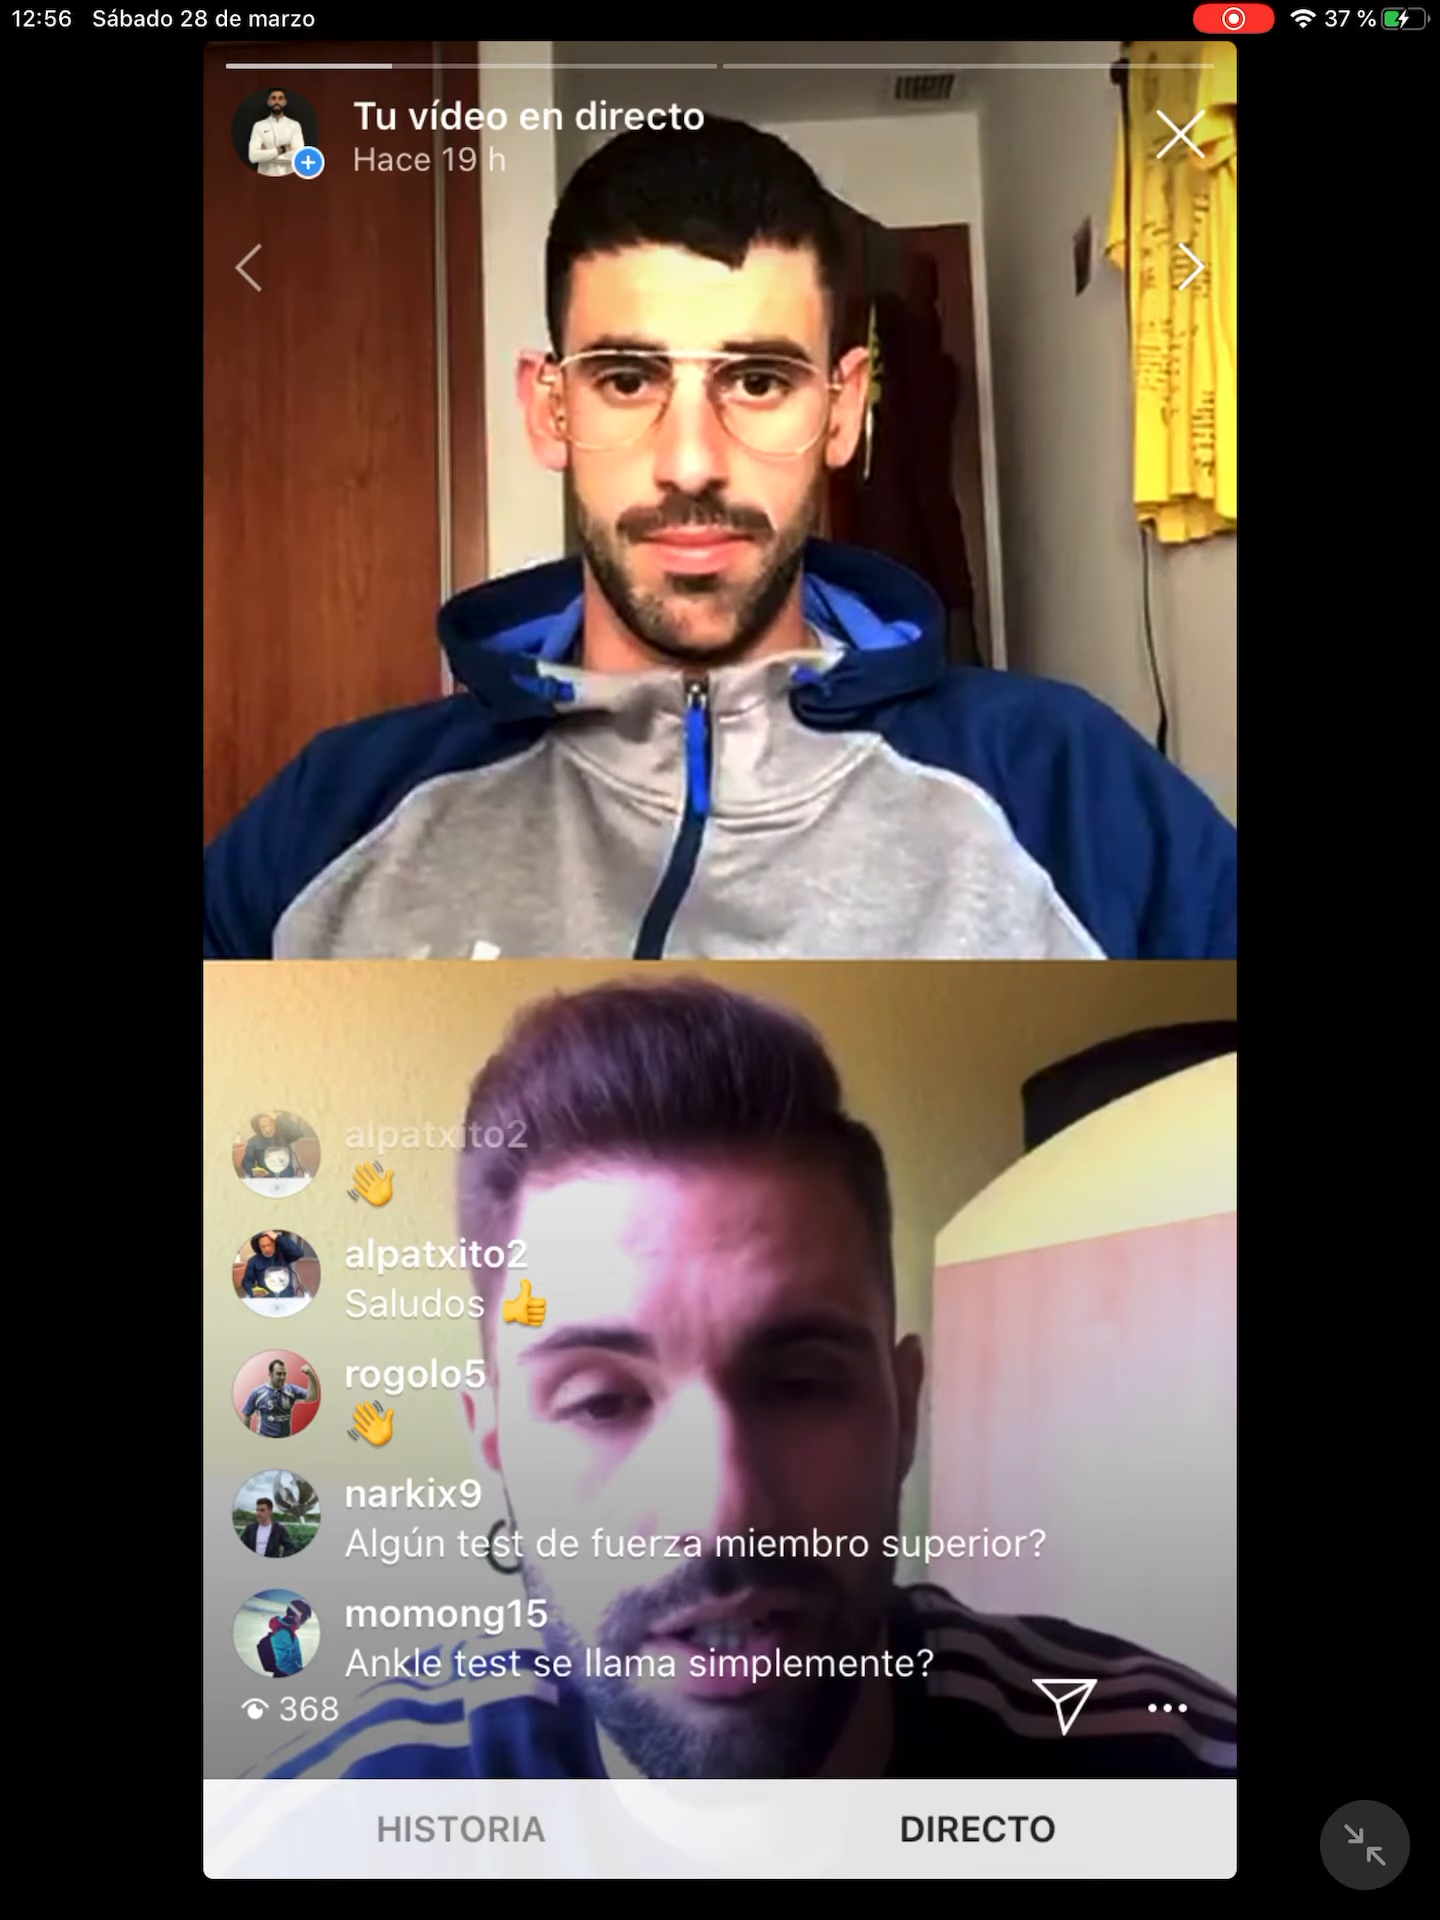 12:56 Sábado 28 de marzo
37 %
Tu vídeo en directo
Hace 19 h
alpatxito2
👋
alpatxito2
Saludos 👍
rogolo5
👋
narkix9
Algún test de fuerza miembro superior?
momong15
Ankle test se llama simplemente?
368
HISTORIA
DIRECTO